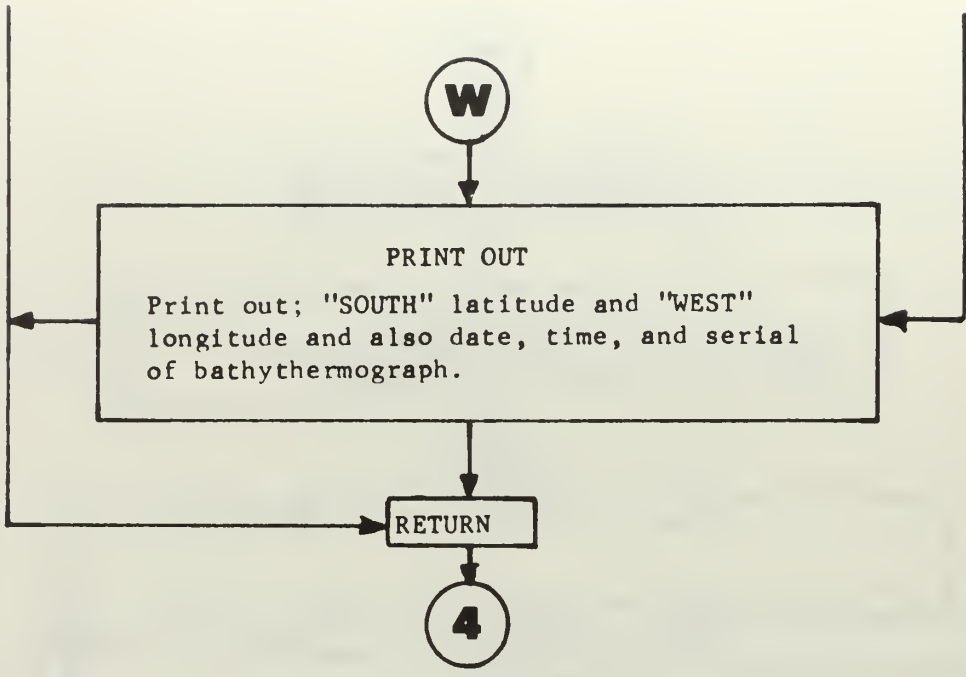 W
PRINT OUT
Print out; "SOUTH" latitude and "WEST"
longitude and also date, time, and serial
of bathythermograph.
RETURN
4